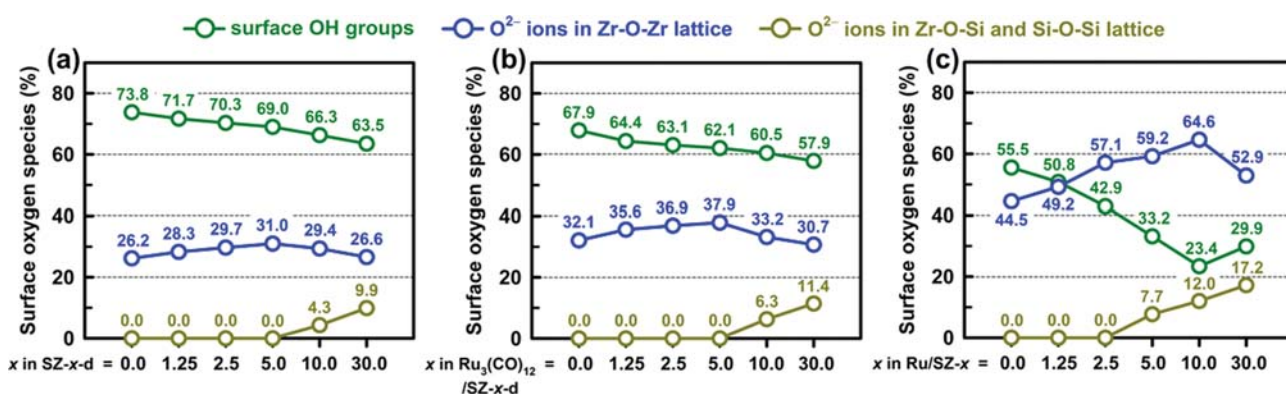 surface OH groups O²⁻ ions in Zr-O-Zr lattice O²⁻ ions in Zr-O-Si and Si-O-Si lattice
(a)
Surface oxygen species (%)
80
60
40
20
0
73.8 71.7 70.3 69.0 66.3 63.5
26.2 28.3 29.7 31.0 29.4 26.6
0.0 0.0 0.0 0.0 4.3 9.9
x in SZ-x-d = 0.0 1.25 2.5 5.0 10.0 30.0
(b)
Surface oxygen species (%)
80
60
40
20
0
67.9 64.4 63.1 62.1 60.5 57.9
32.1 35.6 36.9 37.9 33.2 30.7
0.0 0.0 0.0 0.0 6.3 11.4
x in Ru₃(CO)₁₂ = 0.0 1.25 2.5 5.0 10.0 30.0
/SZ-x-d
(c)
Surface oxygen species (%)
80
60
40
20
0
55.5 50.8 42.9 33.2 23.4 29.9
44.5 49.2 57.1 59.2 64.6 52.9
0.0 0.0 0.0 7.7 12.0 17.2
x in Ru/SZ-x = 0.0 1.25 2.5 5.0 10.0 30.0